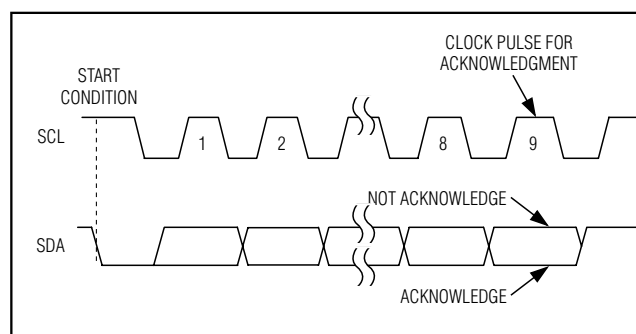 CLOCK PULSE FOR
ACKNOWLEDGMENT
START
CONDITION
SCL
1
2
8
9
NOT ACKNOWLEDGE
SDA
ACKNOWLEDGE